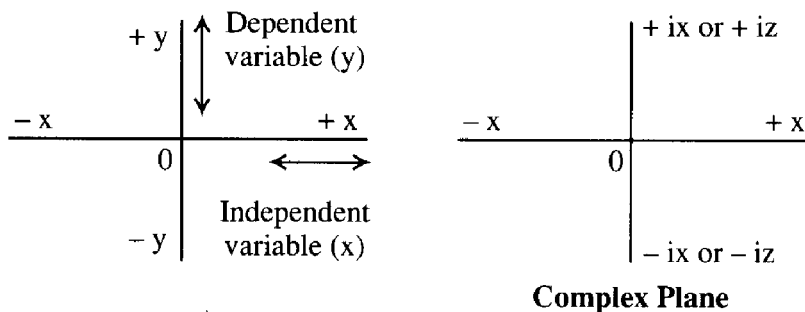 + y
Dependent
variable (y)
– x
+ x
0
Independent
variable (x)
– y
+ ix or + iz
– x
+ x
0
– ix or – iz
Complex Plane